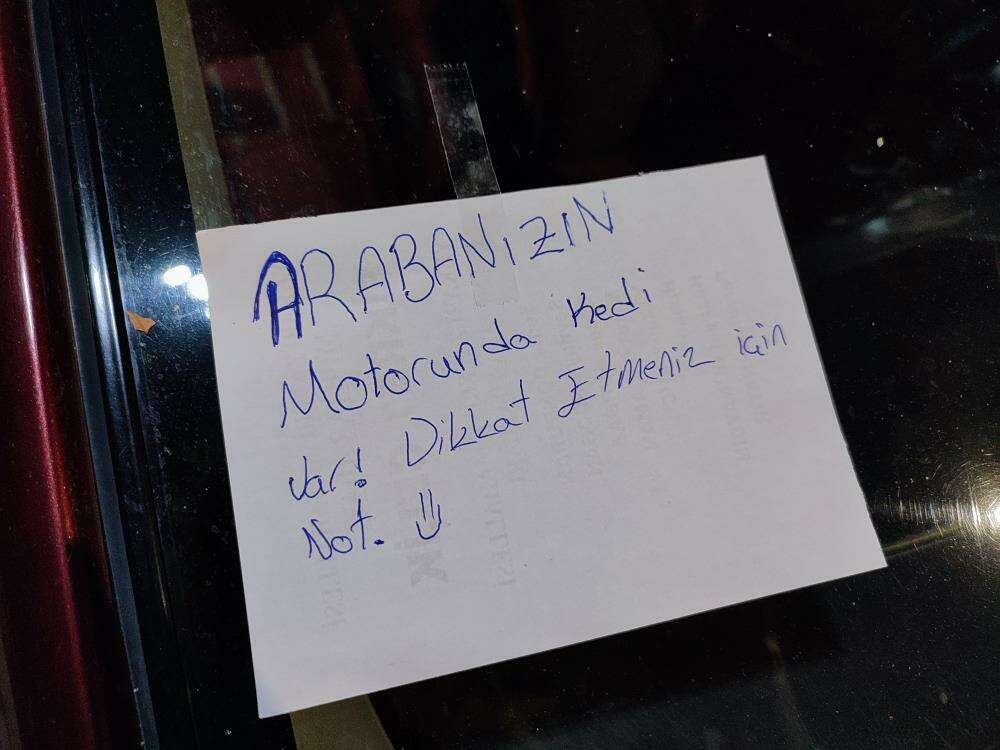 ARABANIZIN
Motorunda Kedi
Var! Dikkat Etmeniz için
Not. :)